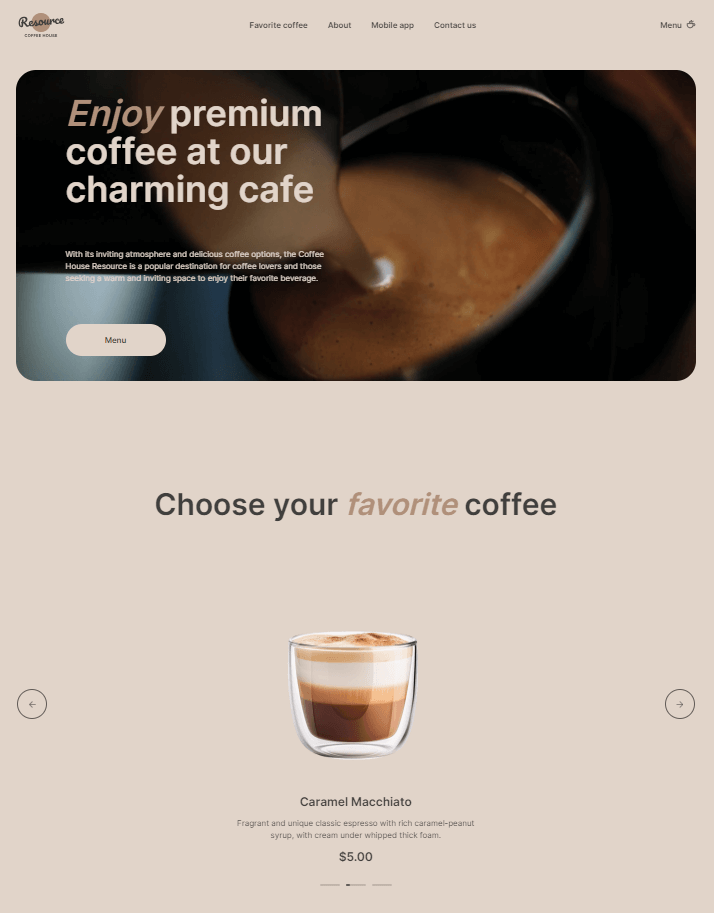 Resource
COFFEE HOUSE
Favorite coffee
About
Mobile app
Contact us
Menu
Enjoy premium
coffee at our
charming cafe
With its inviting atmosphere and delicious coffee options, the Coffee
House Resource is a popular destination for coffee lovers and those
seeking a warm and inviting space to enjoy their favorite beverage.
Menu
Choose your favorite coffee
Caramel Macchiato
Fragrant and unique classic espresso with rich caramel-peanut
syrup, with cream under whipped thick foam.
$5.00